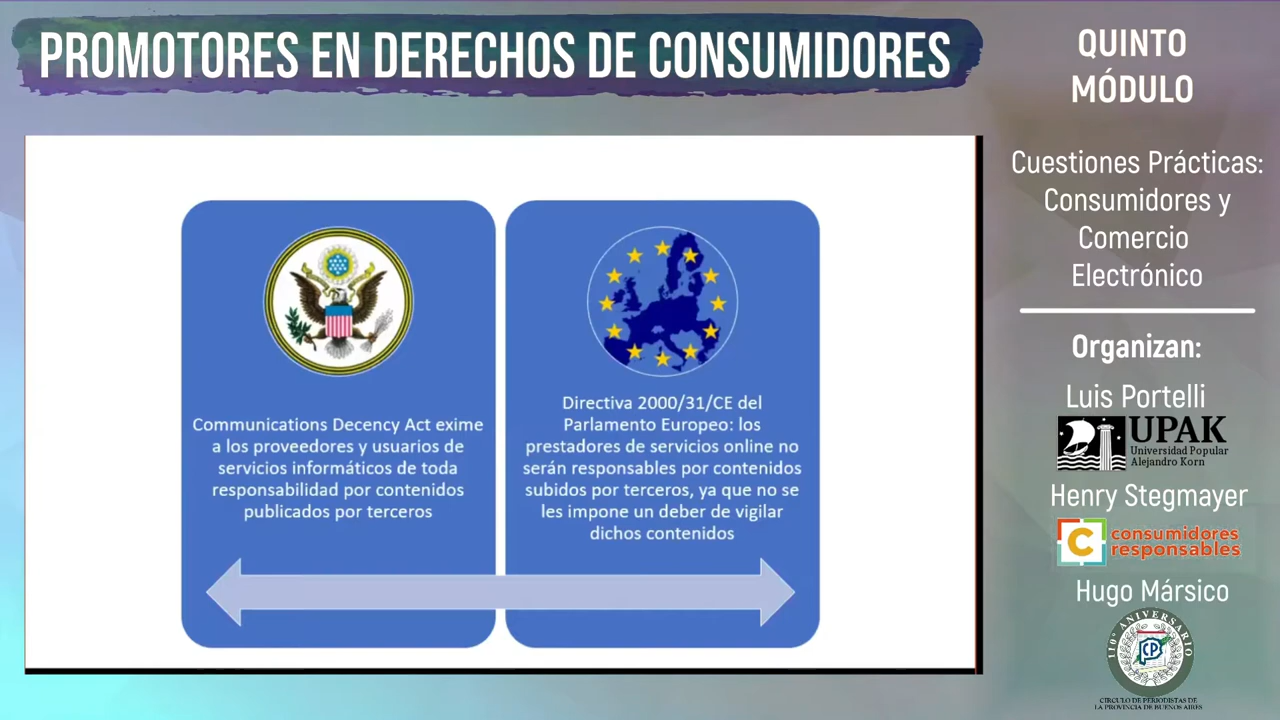 PROMOTORES EN DERECHOS DE CONSUMIDORES
Communications Decency Act exime
a los proveedores y usuarios de
servicios informáticos de toda
responsabilidad por contenidos
publicados por terceros
Directiva 2000/31/CE del
Parlamento Europeo: los
prestadores de servicios online no
serán responsables por contenidos
subidos por terceros, ya que no se
les impone un deber de vigilar
dichos contenidos
QUINTO
MÓDULO
Cuestiones Prácticas:
Consumidores y
Comercio
Electrónico
Organizan:
Luis Portelli
UPAK
Universidad Popular
Alejandro Korn
Henry Stegmayer
C
consumidores
responsables
Hugo Mársico
110° ANIVERSARIO
CP
CÍRCULO DE PERIODISTAS DE
LA PROVINCIA DE BUENOS AIRES